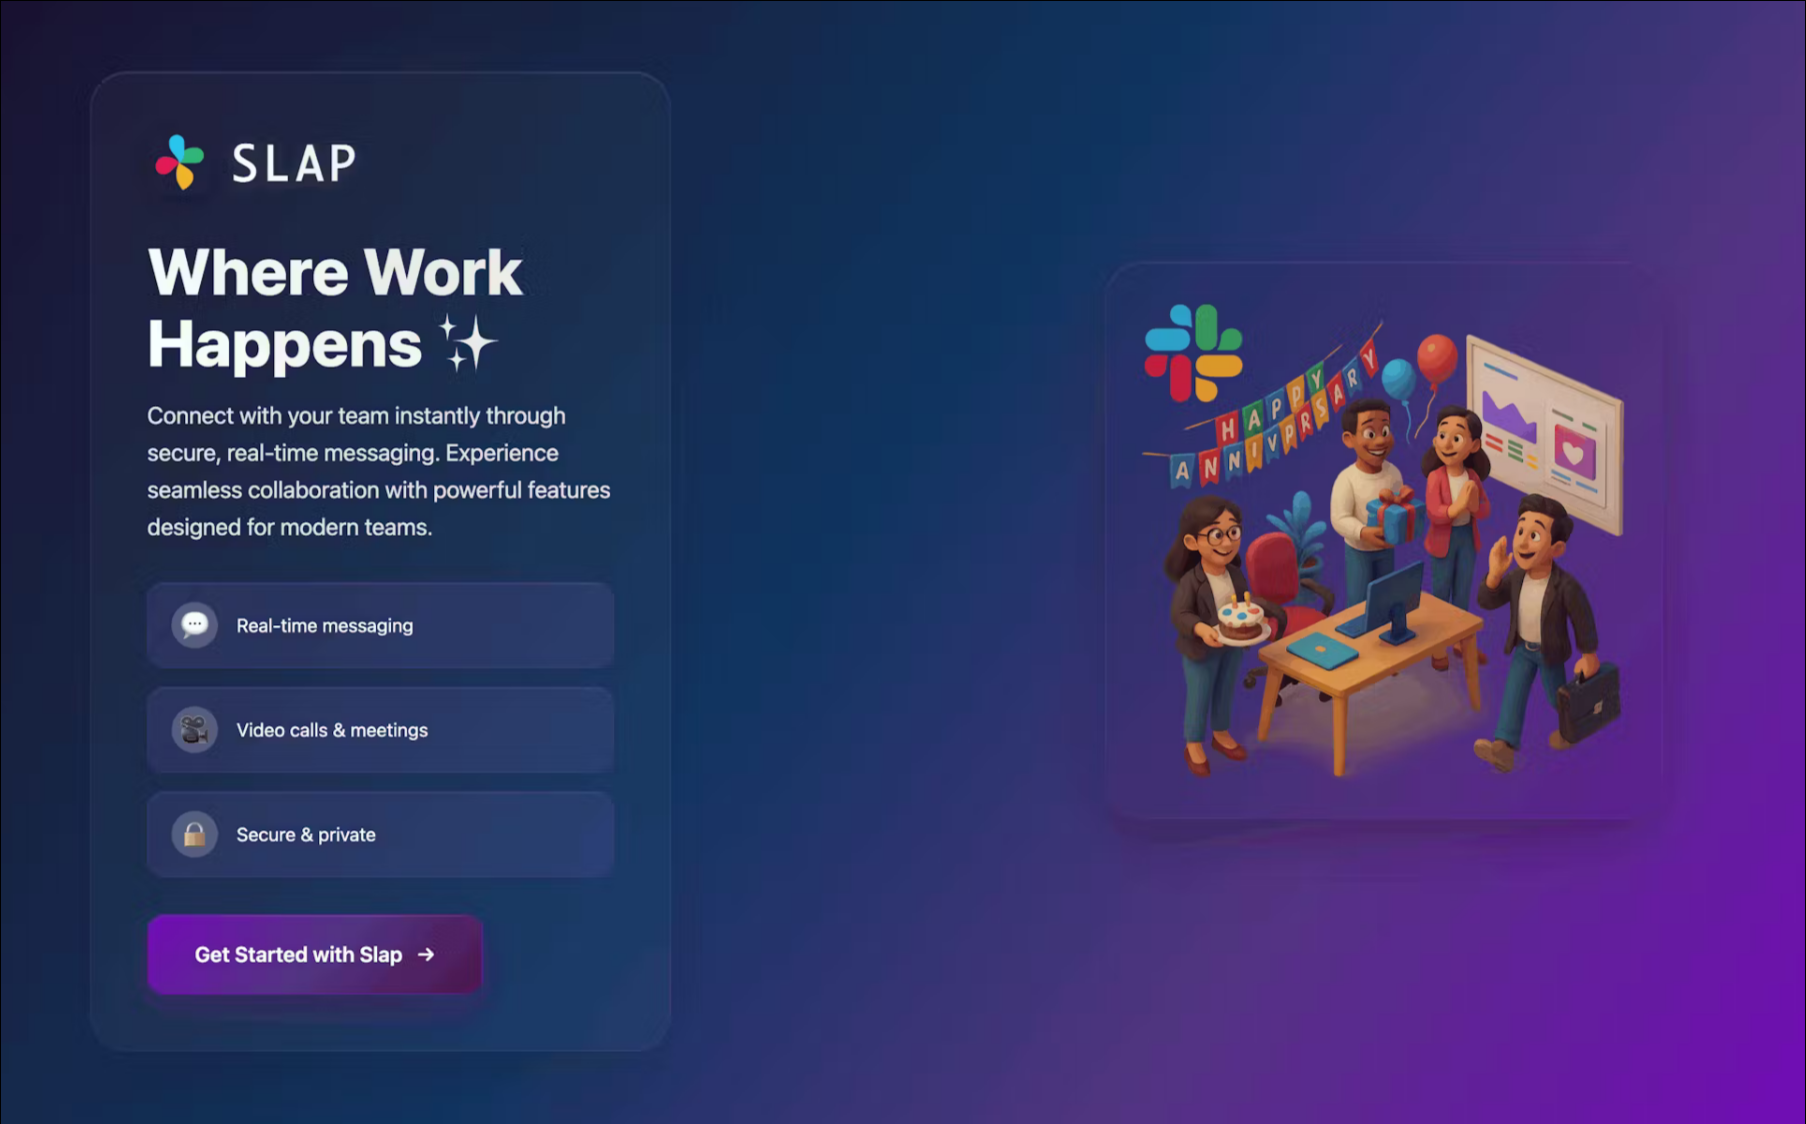 SLAP
Where Work
Happens
Connect with your team instantly through
secure, real-time messaging. Experience
seamless collaboration with powerful features
designed for modern teams.
Real-time messaging
Video calls & meetings
Secure & private
Get Started with Slap →
HAPPY
ANNIVPRSARY